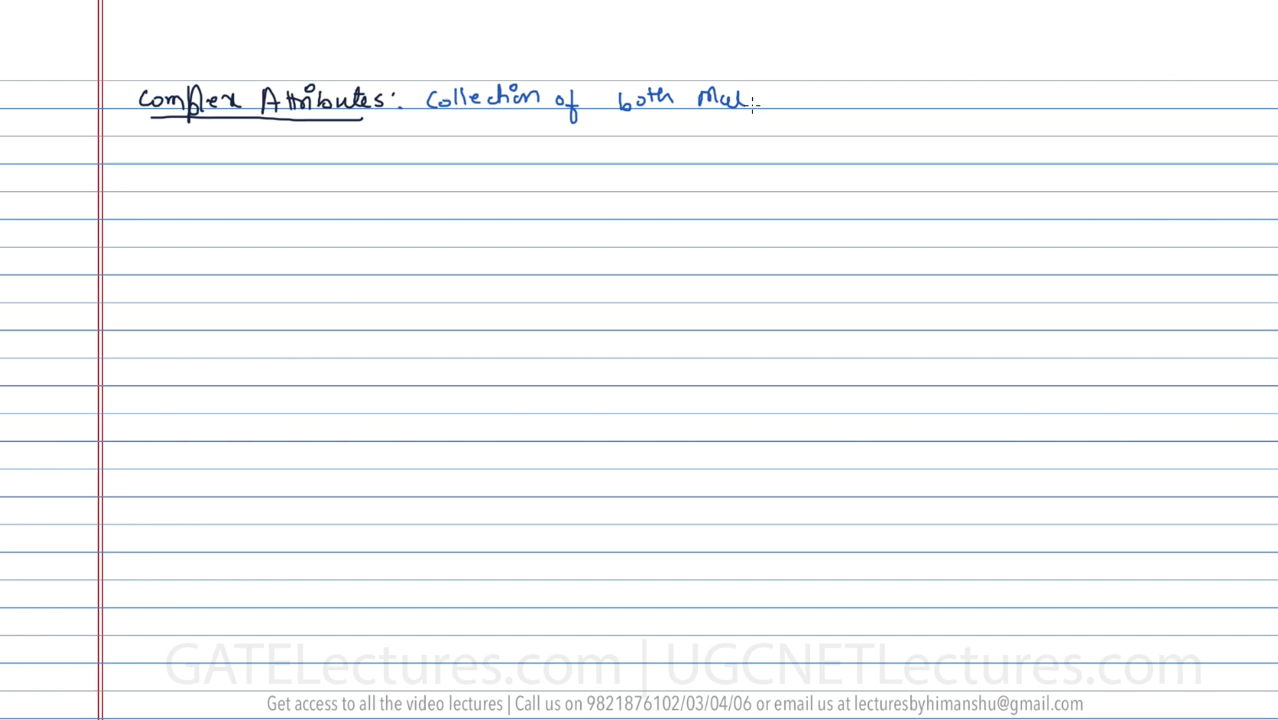 Complex Attributes: Collection of both Mul
GATELectures.com | UGCNETLectures.com
Get access to all the video lectures | Call us on 9821876102/03/04/06 or email us at lecturesbyhimanshu@gmail.com